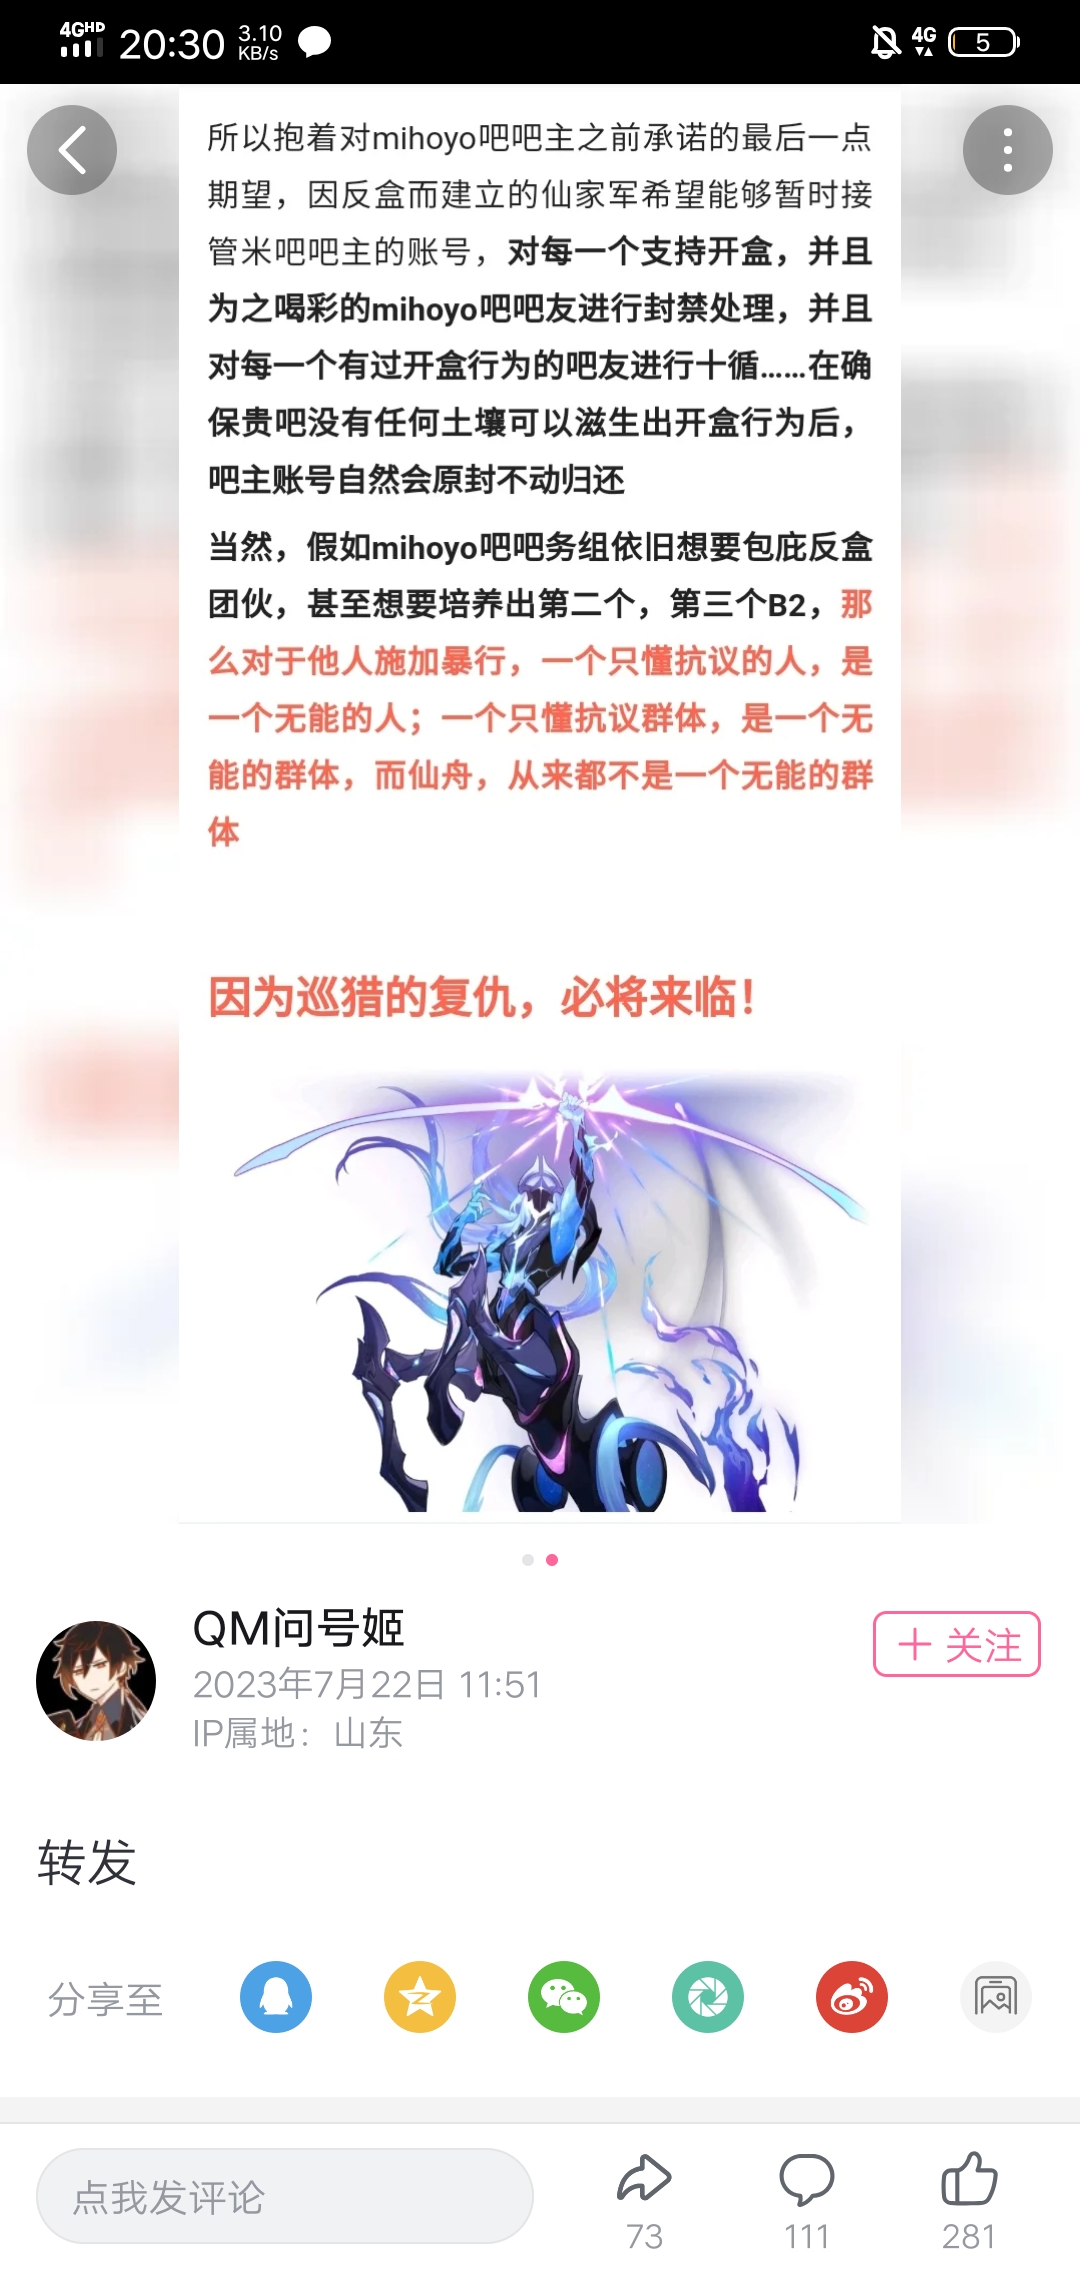 4GHD 20:30 3.10 KB/s 4G 5
所以抱着对mihoyo吧吧主之前承诺的最后一点
期望，因反盒而建立的仙家军希望能够暂时接
管米吧吧主的账号，对每一个支持开盒，并且
为之喝彩的mihoyo吧吧友进行封禁处理，并且
对每一个有过开盒行为的吧友进行十循……在确
保贵吧没有任何土壤可以滋生出开盒行为后，
吧主账号自然会原封不动归还
当然，假如mihoyo吧吧务组依旧想要包庇反盒
团伙，甚至想要培养出第二个，第三个B2，那
么对于他人施加暴行，一个只懂抗议的人，是
一个无能的人；一个只懂抗议群体，是一个无
能的群体，而仙舟，从来都不是一个无能的群
体
因为巡猎的复仇，必将来临！
QM问号姬
+ 关注
2023年7月22日 11:51
IP属地：山东
转发
分享至
点我发评论
73
111
281